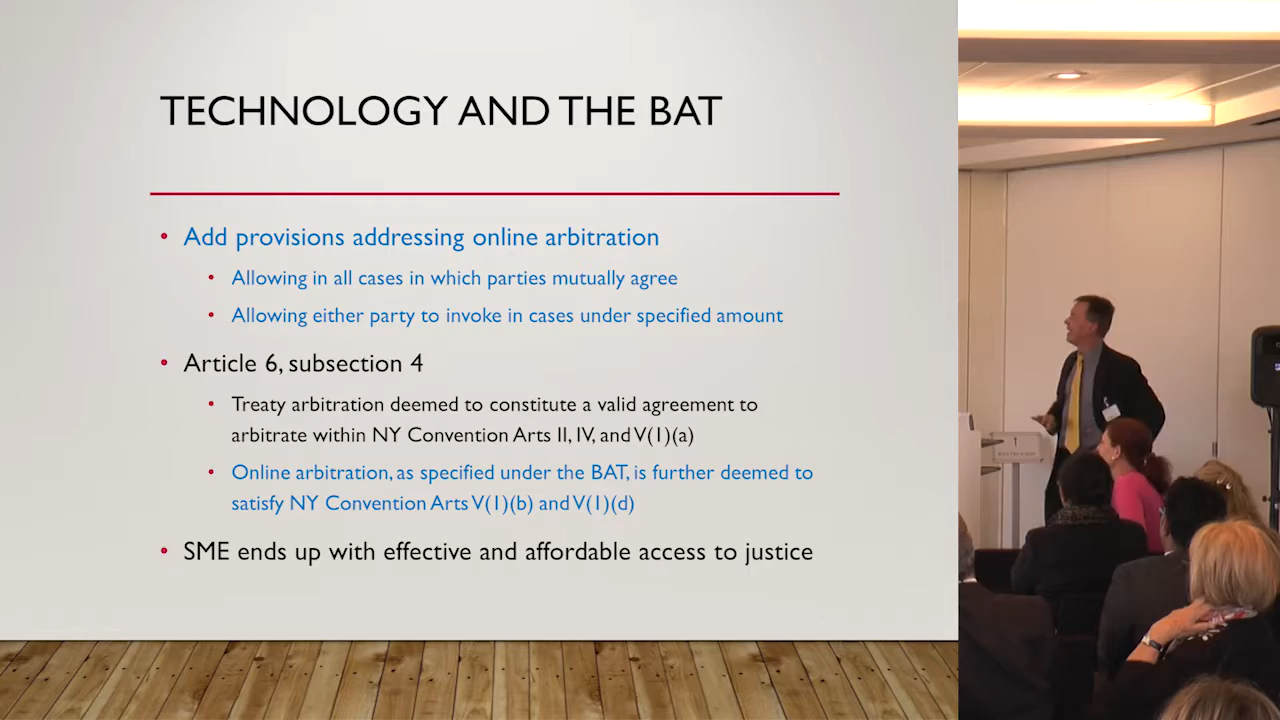 TECHNOLOGY AND THE BAT
• Add provisions addressing online arbitration
• Allowing in all cases in which parties mutually agree
• Allowing either party to invoke in cases under specified amount
• Article 6, subsection 4
• Treaty arbitration deemed to constitute a valid agreement to
arbitrate within NY Convention Arts II, IV, and V(1)(a)
• Online arbitration, as specified under the BAT, is further deemed to
satisfy NY Convention Arts V(1)(b) and V(1)(d)
• SME ends up with effective and affordable access to justice